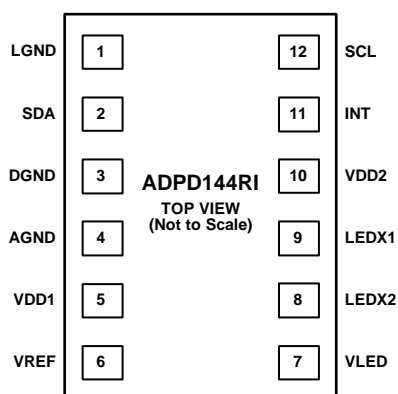 LGND 1 12 SCL
SDA 2 11 INT
DGND 3 10 VDD2
ADPD144RI
TOP VIEW
(Not to Scale)
AGND 4 9 LEDX1
VDD1 5 8 LEDX2
VREF 6 7 VLED